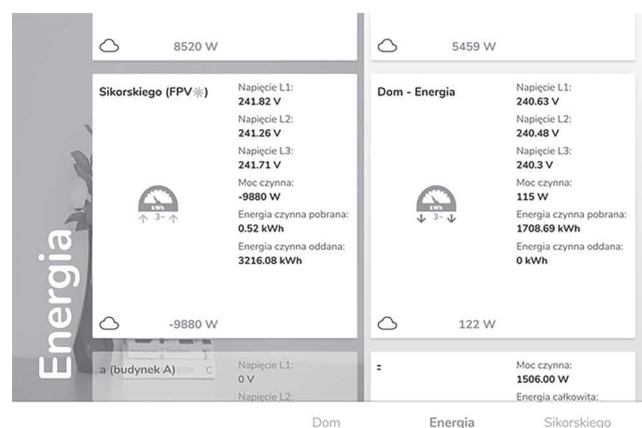 8520 W
5459 W
Sikorskiego (FPV☀)
Napięcie L1:
241.82 V
Napięcie L2:
241.26 V
Napięcie L3:
241.71 V
Moc czynna:
-9880 W
Energia czynna pobrana:
0.52 kWh
Energia czynna oddana:
3216.08 kWh
kWh
3~
-9880 W
Dom - Energia
Napięcie L1:
240.63 V
Napięcie L2:
240.48 V
Napięcie L3:
240.3 V
Moc czynna:
115 W
Energia czynna pobrana:
1708.69 kWh
Energia czynna oddana:
0 kWh
kWh
3~
122 W
Energia
.a (budynek A)
Napięcie L1:
0 V
Napięcie L2:
Moc czynna:
1506.00 W
Energia całkowita:
Dom
Energia
Sikorskiego